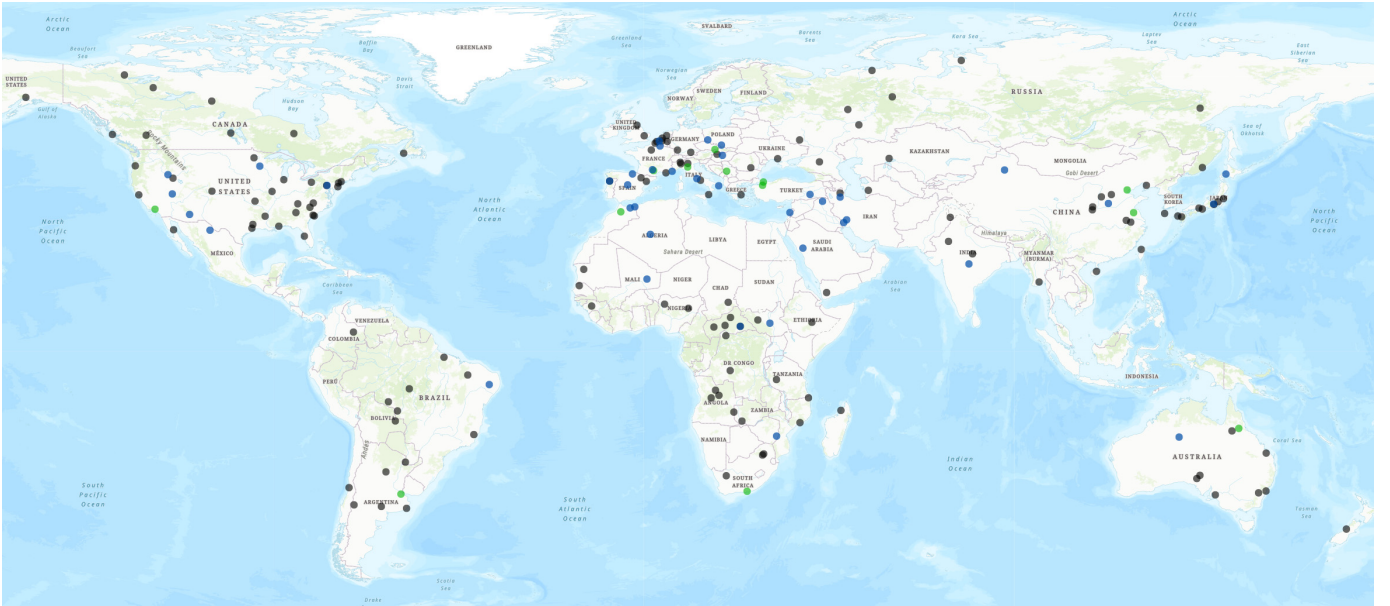 Arctic
Ocean
SVALBARD
Arctic
Ocean
Greenland
Sea
Barents
Sea
Kara Sea
Laptev
Sea
East
Siberian
Sea
Beaufort
Sea
Baffin
Bay
GREENLAND
Norwegian
Sea
UNITED
STATES
Davis
Strait
SWEDEN
NORWAY
FINLAND
RUSSIA
Hudson
Bay
Gulf of
Alaska
CANADA
UNITED
KINGDOM
POLAND
GERMANY
UKRAINE
KAZAKHSTAN
MONGOLIA
Sea of
Okhotsk
Rocky Mountains
FRANCE
ITALY
Gobi Desert
UNITED
STATES
SPAIN
GREECE
TURKEY
SOUTH
KOREA
JAPAN
North
Atlantic
Ocean
CHINA
IRAN
North
Pacific
Ocean
North
Pacific
Ocean
ALGERIA
LIBYA
EGYPT
SAUDI
ARABIA
Himalaya
MÉXICO
Sahara Desert
INDIA
MYANMAR
(BURMA)
MALI
NIGER
CHAD
SUDAN
Arabian
Sea
Caribbean
Sea
NIGERIA
ETHIOPIA
VENEZUELA
COLOMBIA
DR CONGO
TANZANIA
INDONESIA
PERÚ
BRAZIL
ANGOLA
ZAMBIA
BOLIVIA
NAMIBIA
Coral Sea
Andes
AUSTRALIA
Indian
Ocean
SOUTH
AFRICA
South
Pacific
Ocean
ARGENTINA
South
Atlantic
Ocean
Tasman
Sea
Scotia
Sea
Drake